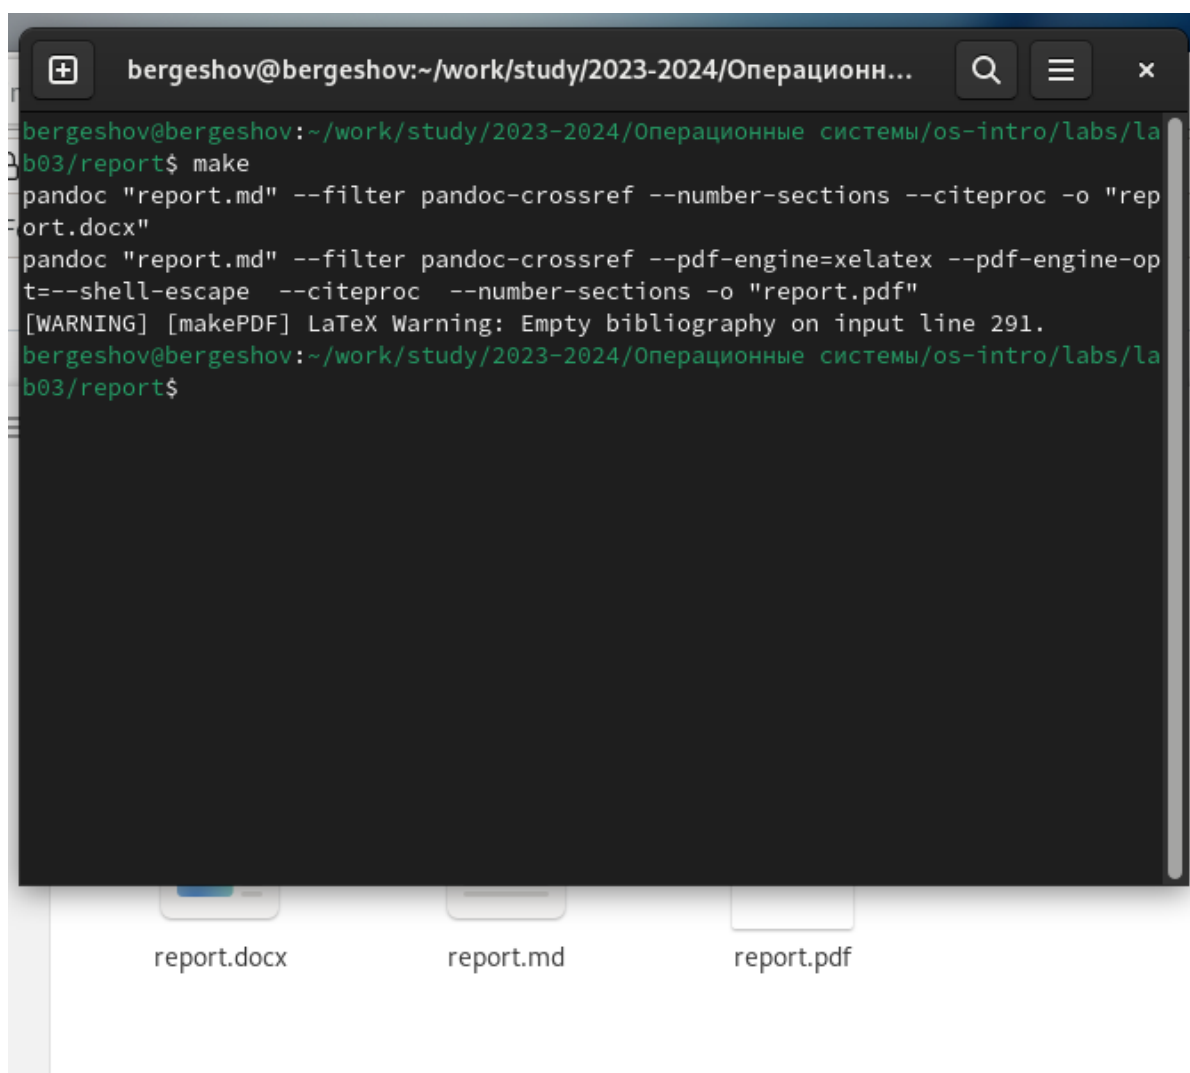 bergeshov@bergeshov:~/work/study/2023-2024/Операционн...
bergeshov@bergeshov:~/work/study/2023-2024/Операционные системы/os-intro/labs/la
b03/report$ make
pandoc "report.md" --filter pandoc-crossref --number-sections --citeproc -o "rep
ort.docx"
pandoc "report.md" --filter pandoc-crossref --pdf-engine=xelatex --pdf-engine-op
t=--shell-escape  --citeproc  --number-sections -o "report.pdf"
[WARNING] [makePDF] LaTeX Warning: Empty bibliography on input line 291.
bergeshov@bergeshov:~/work/study/2023-2024/Операционные системы/os-intro/labs/la
b03/report$
report.docx
report.md
report.pdf